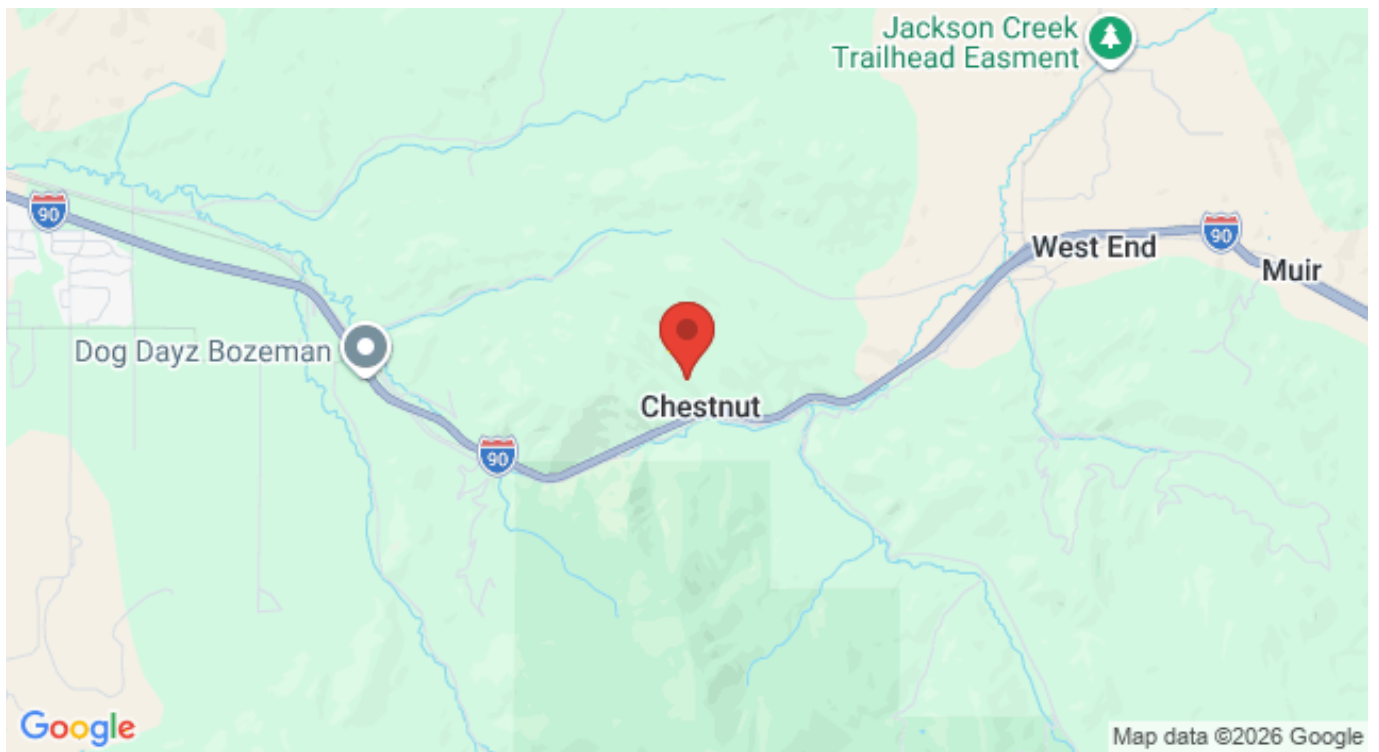 Jackson Creek
Trailhead Easment
90
90
West End
Muir
Dog Dayz Bozeman
Chestnut
90
Google
Map data ©2026 Google